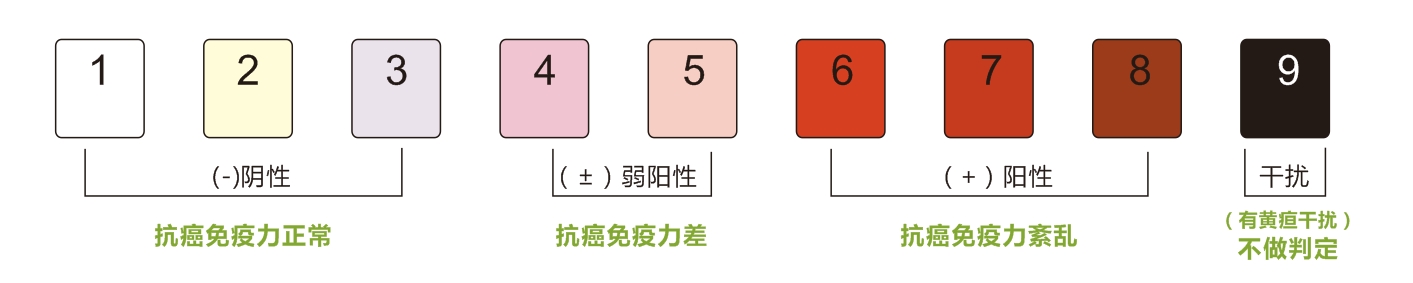 1 2 3 4 5 6 7 8 9
(-)阴性 ( ± ) 弱阳性 ( + ) 阳性 干扰
抗癌免疫力正常 抗癌免疫力差 抗癌免疫力紊乱 ( 有黄疸干扰 )
不做判定